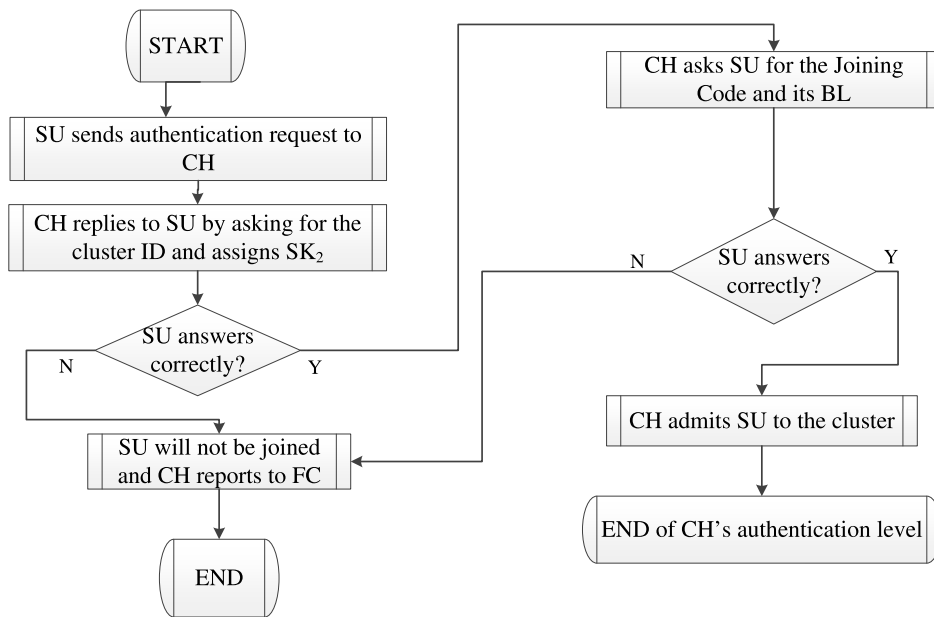 START
SU sends authentication request to
CH
CH replies to SU by asking for the
cluster ID and assigns SK₂
SU answers
correctly?
N
Y
SU will not be joined
and CH reports to FC
END
CH asks SU for the Joining
Code and its BL
SU answers
correctly?
N
Y
CH admits SU to the cluster
END of CH's authentication level